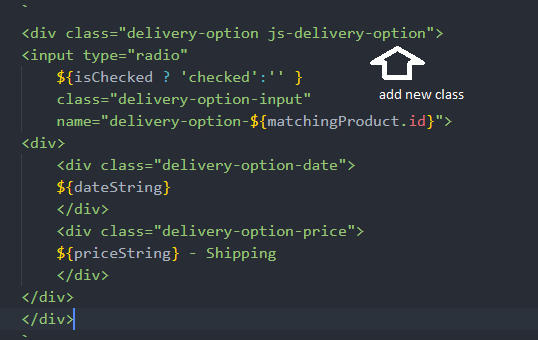 `
<div class="delivery-option js-delivery-option">
<input type="radio"
${isChecked ? 'checked':'' }
add new class
class="delivery-option-input"
name="delivery-option-${matchingProduct.id}">
<div>
<div class="delivery-option-date">
${dateString}
</div>
<div class="delivery-option-price">
${priceString} - Shipping
</div>
</div>
</div>
`